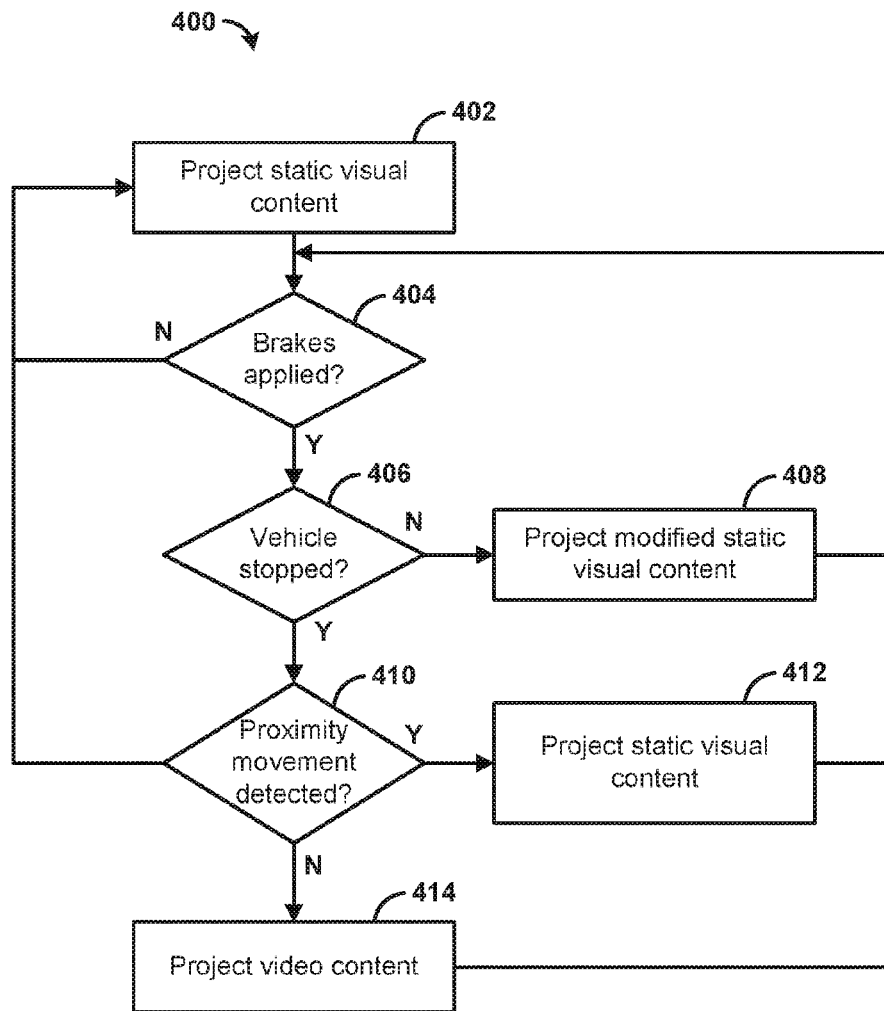 400
402
Project static visual
content
404
N
Brakes
applied?
Y
406
408
N
Vehicle
stopped?
Project modified static
visual content
Y
410
412
Y
Proximity
movement
detected?
Project static visual
content
N
414
Project video content